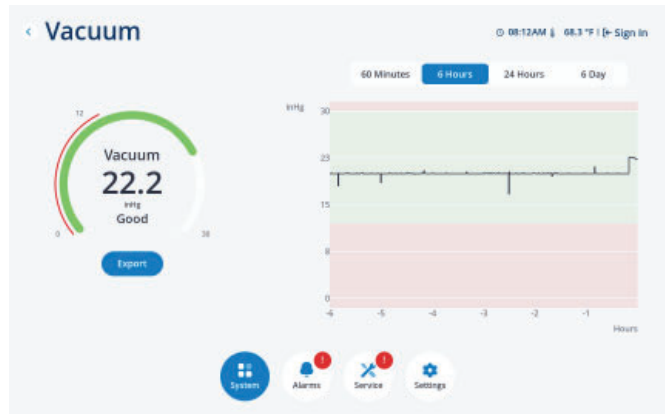 Vacuum
08:12AM 68.3 °F | Sign In
60 Minutes 6 Hours 24 Hours 6 Day
inHg
30
23
15
8
0
-6 -5 -4 -3 -2 -1
Hours
12
Vacuum
22.2
inHg
Good
0
30
Export
System Alarms Service Settings
! !